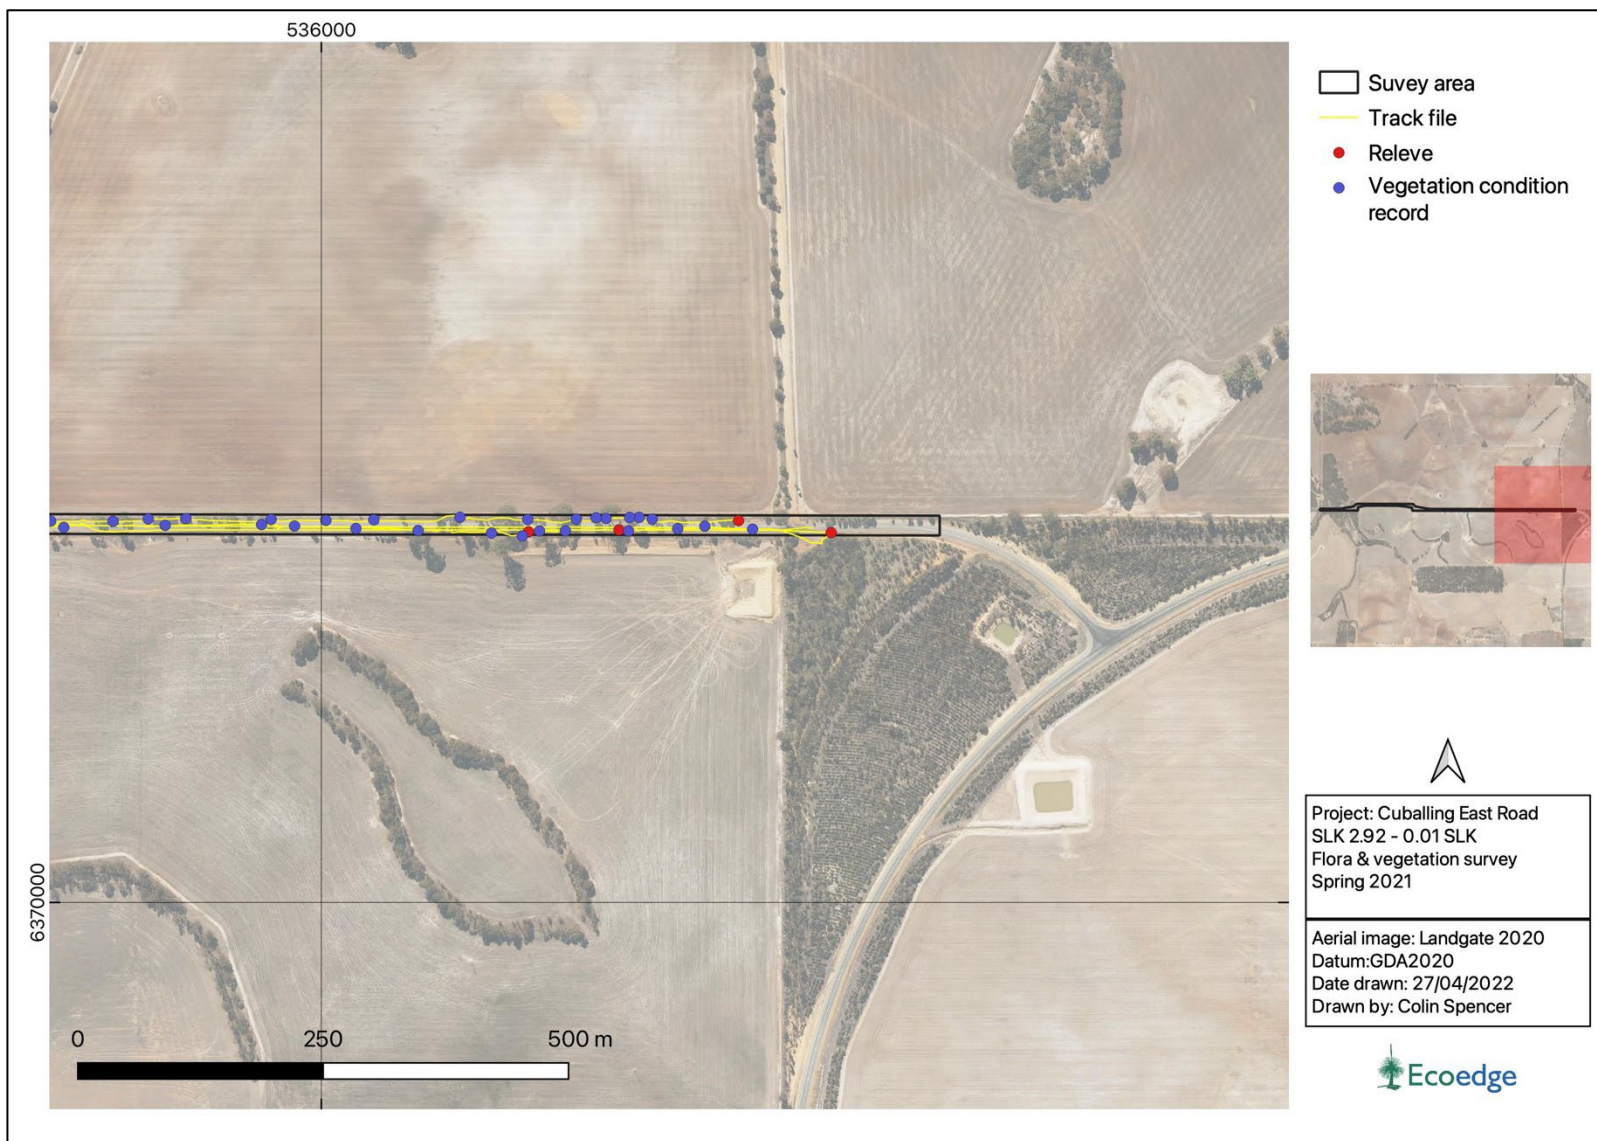 536000
6370000
0 250 500 m
Suvey area
Track file
Releve
Vegetation condition
record
Project: Cuballing East Road
SLK 2.92 - 0.01 SLK
Flora & vegetation survey
Spring 2021
Aerial image: Landgate 2020
Datum:GDA2020
Date drawn: 27/04/2022
Drawn by: Colin Spencer
Ecoedge